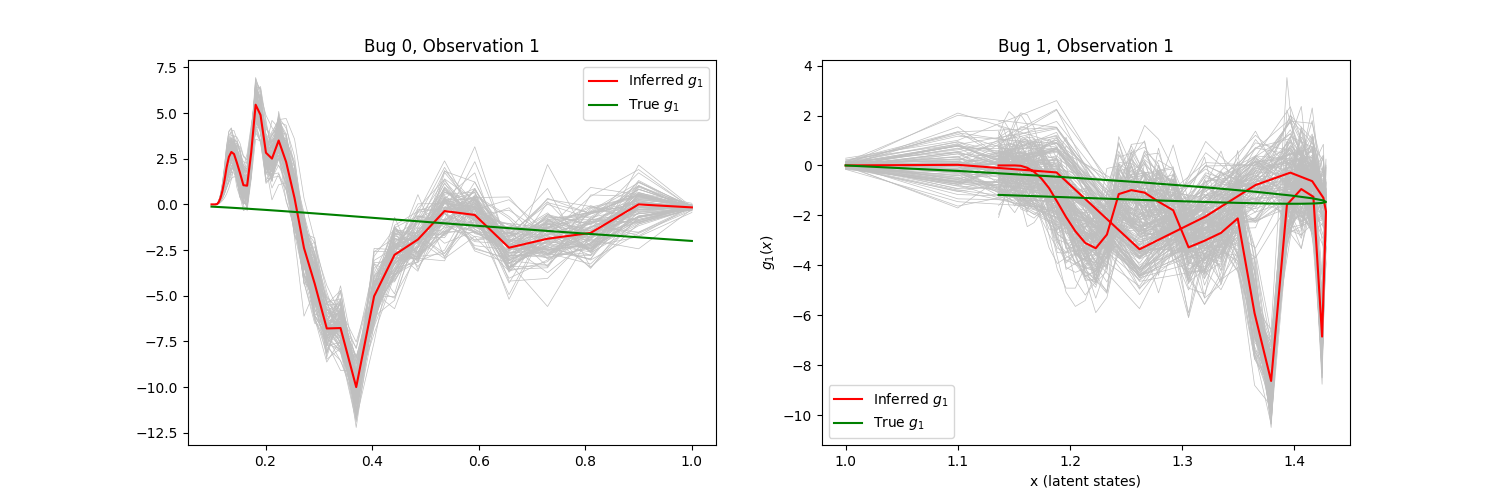 Bug 0, Observation 1
7.5
5.0
2.5
0.0
−2.5
−5.0
−7.5
−10.0
−12.5
0.2 0.4 0.6 0.8 1.0
Inferred g₁
True g₁
Bug 1, Observation 1
4
2
0
−2
−4
−6
−8
−10
g₁(x)
1.0 1.1 1.2 1.3 1.4
x (latent states)
Inferred g₁
True g₁